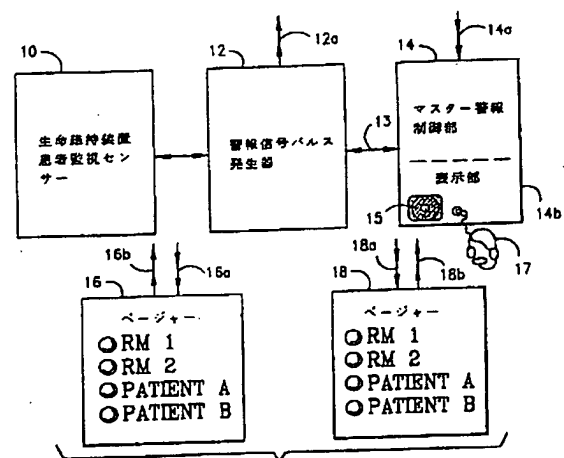 10
12
12a
14
14a
生命維持装置
患者監視センサー
警報信号パルス
発生器
13
マスター警報
制御部
表示部
15
14b
17
16b
16a
16
18a
18b
18
ページャー
RM 1
RM 2
PATIENT A
PATIENT B
ページャー
RM 1
RM 2
PATIENT A
PATIENT B